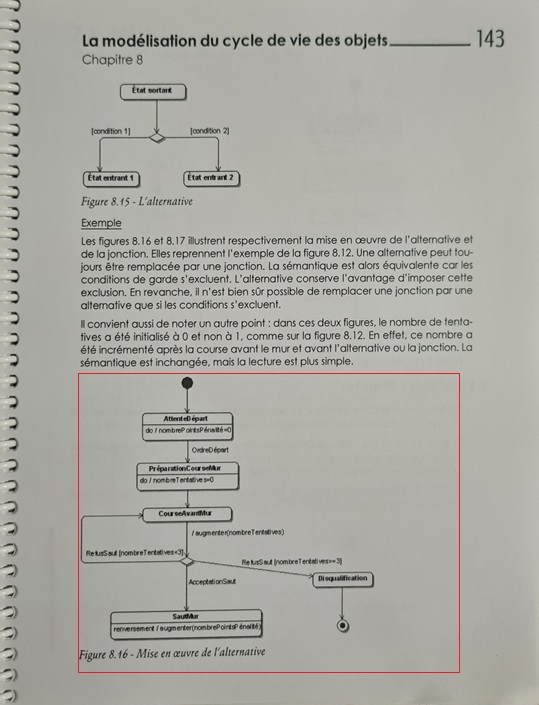 La modélisation du cycle de vie des objets 143
Chapitre 8
État sortant
[condition 1] [condition 2]
État entrant 1 État entrant 2
Figure 8.15 - L'alternative
Exemple
Les figures 8.16 et 8.17 illustrent respectivement la mise en œuvre de l'alternative et
de la jonction. Elles reprennent l'exemple de la figure 8.12. Une alternative peut tou-
jours être remplacée par une jonction. La sémantique est alors équivalente car les
conditions de garde s'excluent. L'alternative conserve l'avantage d'imposer cette
exclusion. En revanche, il n'est bien sûr possible de remplacer une jonction par une
alternative que si les conditions s'excluent.
Il convient aussi de noter un autre point : dans ces deux figures, le nombre de tenta-
tives a été initialisé à 0 et non à 1, comme sur la figure 8.12. En effet, ce nombre a
été incrémenté après la course avant le mur et avant l'alternative ou la jonction. La
sémantique est inchangée, mais la lecture est plus simple.
AttenteDépart
do / nombrePointsPénalité=0
OrdreDépart
PréparationCourseMur
do / nombreTentatives=0
CourseAvantMur
/ augmenter(nombreTentatives)
RefusSaut [nombreTentatives<3]
RefusSaut [nombreTentatives>=3]
AcceptationSaut
Disqualification
SautMur
renversement / augmenter(nombrePointsPénalité)
Figure 8.16 - Mise en œuvre de l'alternative